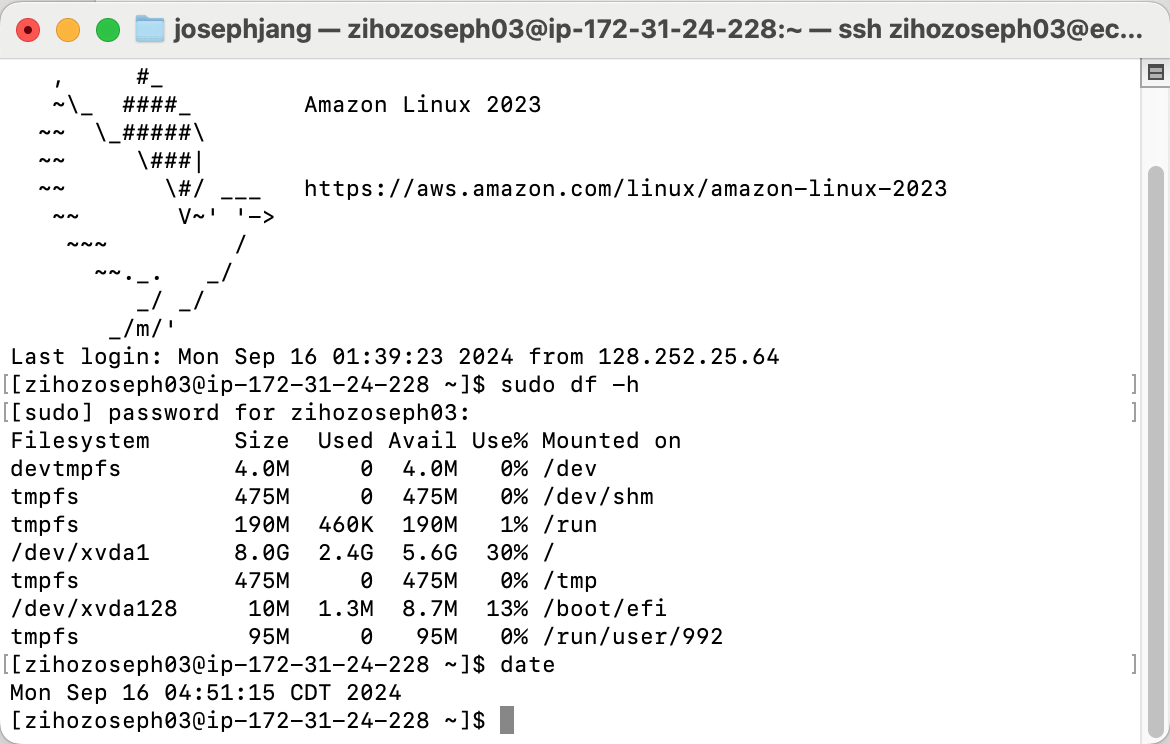 josephjang — zihozoseph03@ip-172-31-24-228:~ — ssh zihozoseph03@ec...
   ,     #_
   ~\_  ####_        Amazon Linux 2023
  ~~  \_#####\
  ~~     \###|
  ~~       \#/ ___   https://aws.amazon.com/linux/amazon-linux-2023
   ~~       V~' '->
    ~~~         /
      ~~._.   _/
         _/ _/
       _/m/'
Last login: Mon Sep 16 01:39:23 2024 from 128.252.25.64
[[zihozoseph03@ip-172-31-24-228 ~]$ sudo df -h ]
[[sudo] password for zihozoseph03: ]
Filesystem      Size  Used Avail Use% Mounted on
devtmpfs        4.0M     0  4.0M   0% /dev
tmpfs           475M     0  475M   0% /dev/shm
tmpfs           190M  460K  190M   1% /run
/dev/xvda1      8.0G  2.4G  5.6G  30% /
tmpfs           475M     0  475M   0% /tmp
/dev/xvda128     10M  1.3M  8.7M  13% /boot/efi
tmpfs            95M     0   95M   0% /run/user/992
[[zihozoseph03@ip-172-31-24-228 ~]$ date ]
Mon Sep 16 04:51:15 CDT 2024
[zihozoseph03@ip-172-31-24-228 ~]$